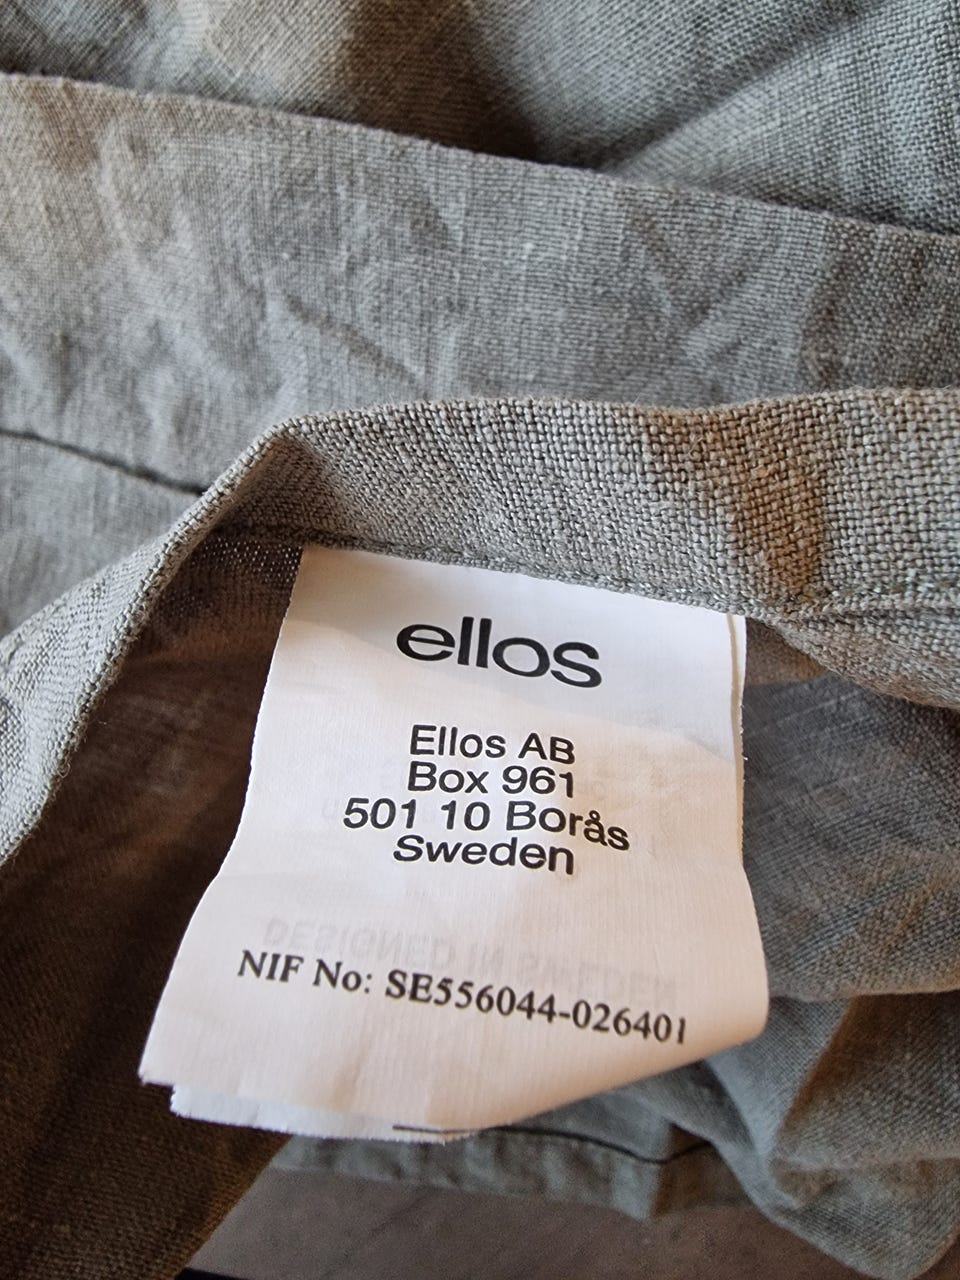 ellos
Ellos AB
Box 961
501 10 Borås
Sweden
DESIGNED IN SWEDEN
NIF No: SE556044-026401